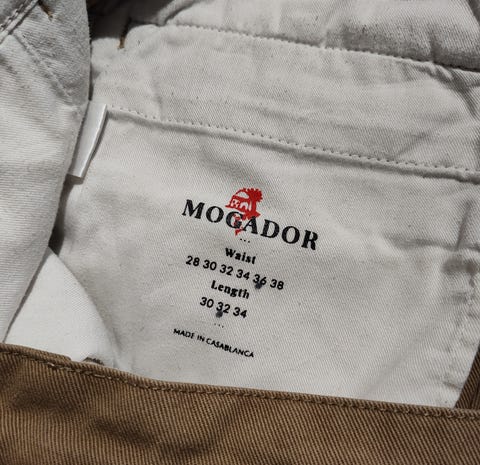 MOGADOR
...
Waist
28 30 32 34 36 38
Length
30 32 34
...
MADE IN CASABLANCA